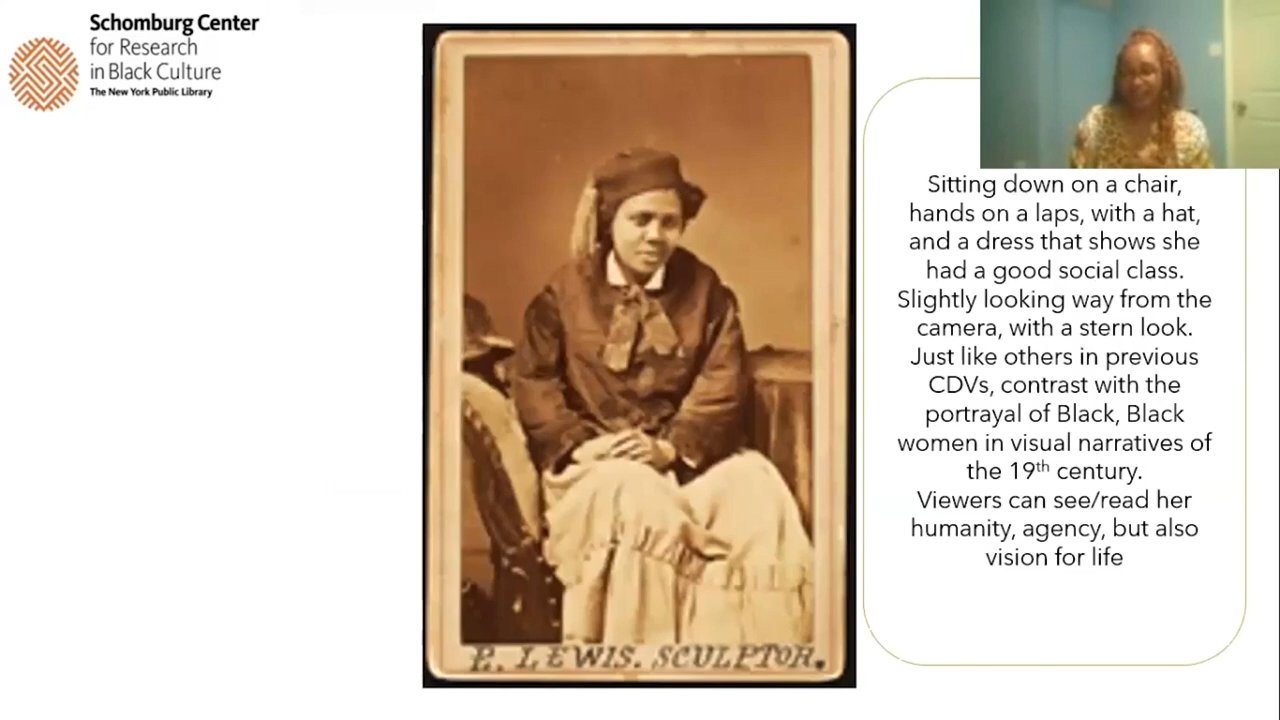 Schomburg Center
for Research
in Black Culture
The New York Public Library
E. LEWIS. SCULPTOR.
Sitting down on a chair,
hands on a laps, with a hat,
and a dress that shows she
had a good social class.
Slightly looking way from the
camera, with a stern look.
Just like others in previous
CDVs, contrast with the
portrayal of Black, Black
women in visual narratives of
the 19th century.
Viewers can see/read her
humanity, agency, but also
vision for life